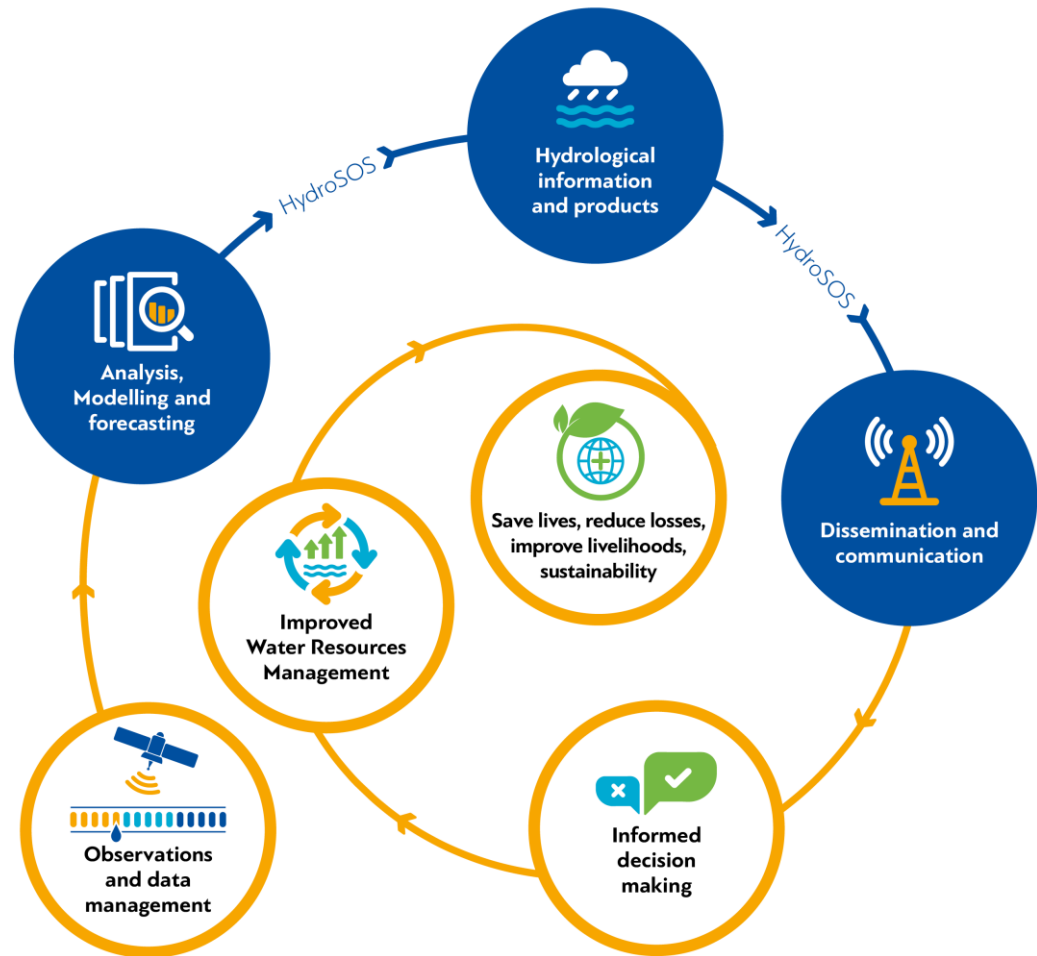 Hydrological
information
and products
HydroSOS
HydroSOS
Analysis,
Modelling and
forecasting
Save lives, reduce losses,
improve livelihoods,
sustainability
Dissemination and
communication
Improved
Water Resources
Management
Informed
decision
making
Observations
and data
management